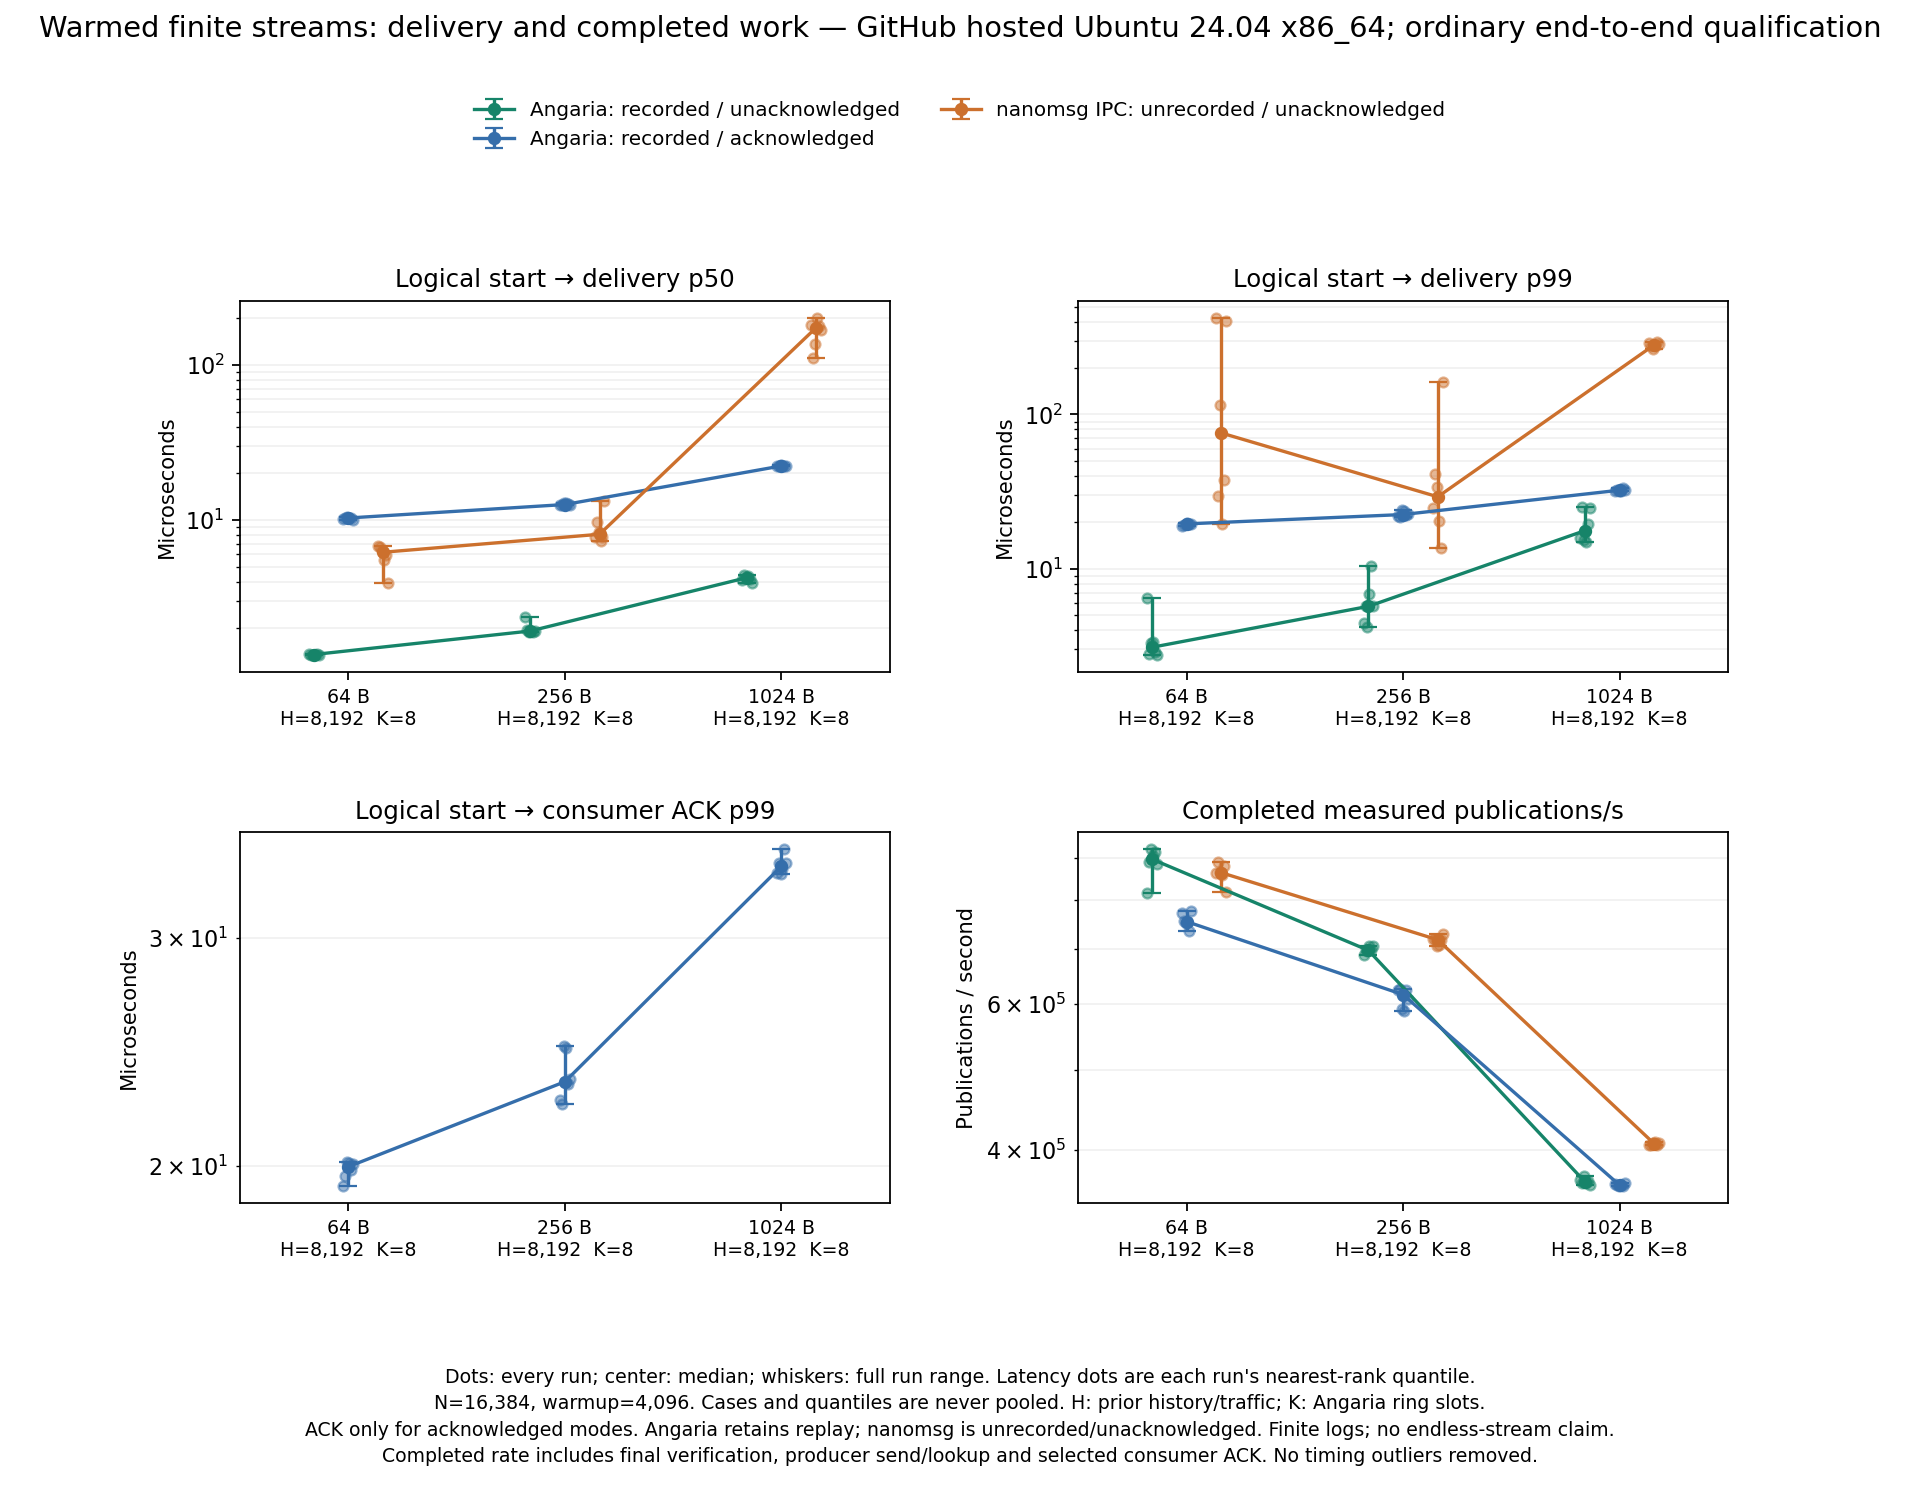 Warmed finite streams: delivery and completed work — GitHub hosted Ubuntu 24.04 x86_64; ordinary end-to-end qualification
Angaria: recorded / unacknowledged
Angaria: recorded / acknowledged
nanomsg IPC: unrecorded / unacknowledged
Logical start → delivery p50
Microseconds
10²
10¹
64 B
H=8,192 K=8
256 B
H=8,192 K=8
1024 B
H=8,192 K=8
Logical start → delivery p99
Microseconds
10²
10¹
64 B
H=8,192 K=8
256 B
H=8,192 K=8
1024 B
H=8,192 K=8
Logical start → consumer ACK p99
Microseconds
3 × 10¹
2 × 10¹
64 B
H=8,192 K=8
256 B
H=8,192 K=8
1024 B
H=8,192 K=8
Completed measured publications/s
Publications / second
6 × 10⁵
4 × 10⁵
64 B
H=8,192 K=8
256 B
H=8,192 K=8
1024 B
H=8,192 K=8
Dots: every run; center: median; whiskers: full run range. Latency dots are each run's nearest-rank quantile.
N=16,384, warmup=4,096. Cases and quantiles are never pooled. H: prior history/traffic; K: Angaria ring slots.
ACK only for acknowledged modes. Angaria retains replay; nanomsg is unrecorded/unacknowledged. Finite logs; no endless-stream claim.
Completed rate includes final verification, producer send/lookup and selected consumer ACK. No timing outliers removed.